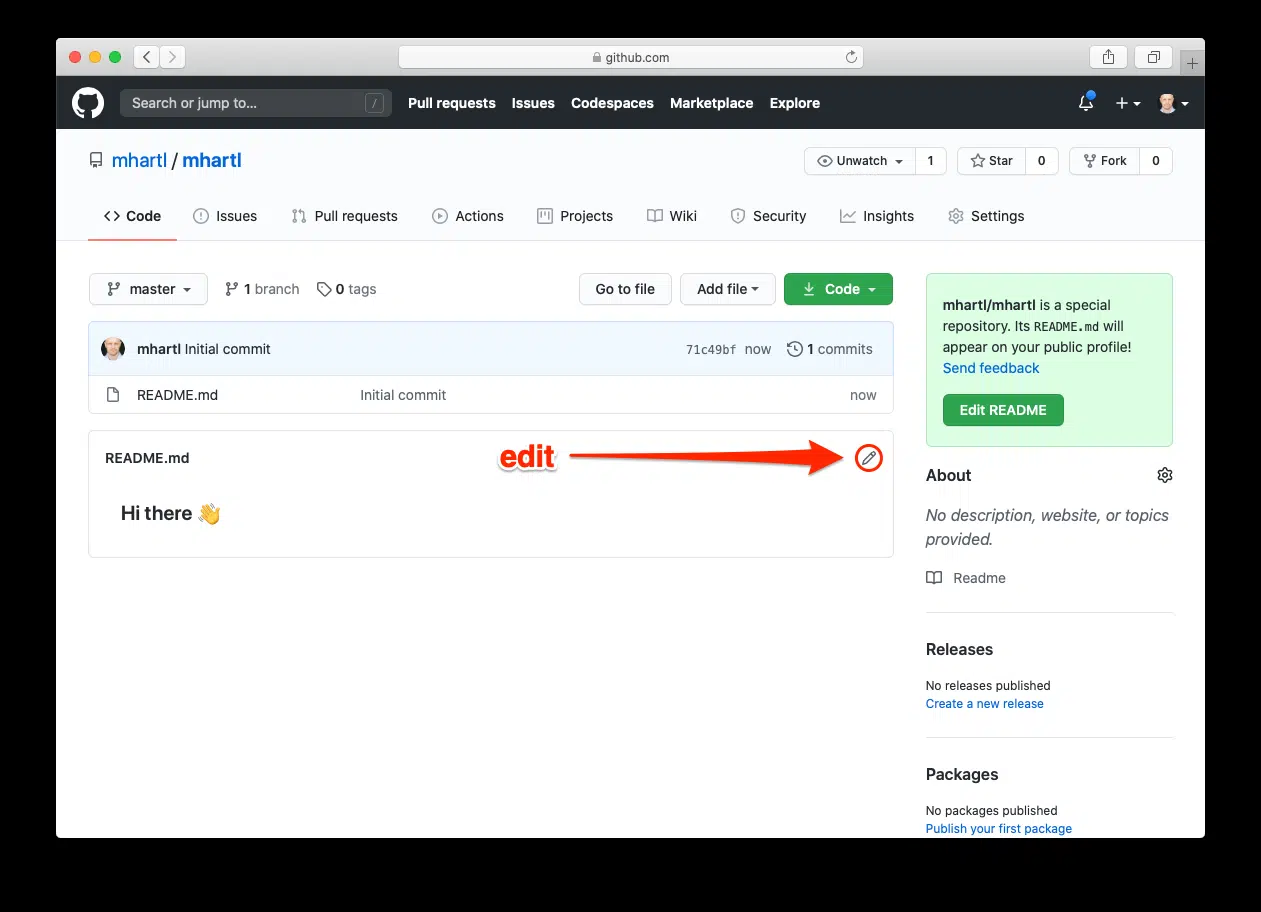 github.com
Search or jump to... /
Pull requests Issues Codespaces Marketplace Explore
mhartl / mhartl
Unwatch 1 Star 0 Fork 0
Code Issues Pull requests Actions Projects Wiki Security Insights Settings
master 1 branch 0 tags Go to file Add file Code
mhartl Initial commit 71c49bf now 1 commits
README.md Initial commit now
README.md
edit
Hi there 👋
mhartl/mhartl is a special
repository. Its README.md will
appear on your public profile!
Send feedback
Edit README
About
No description, website, or topics
provided.
Readme
Releases
No releases published
Create a new release
Packages
No packages published
Publish your first package